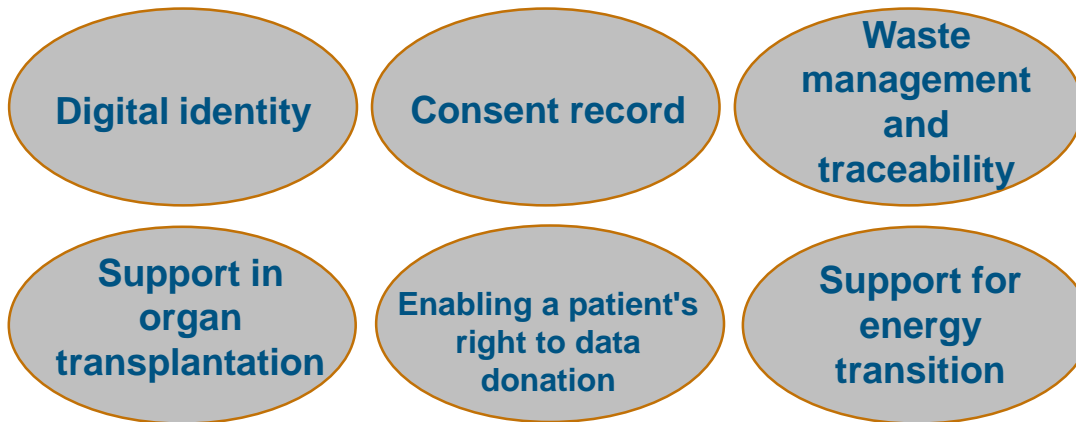 Digital identity
Consent record
Waste
management
and
traceability
Support in
organ
transplantation
Enabling a patient's
right to data
donation
Support for
energy
transition